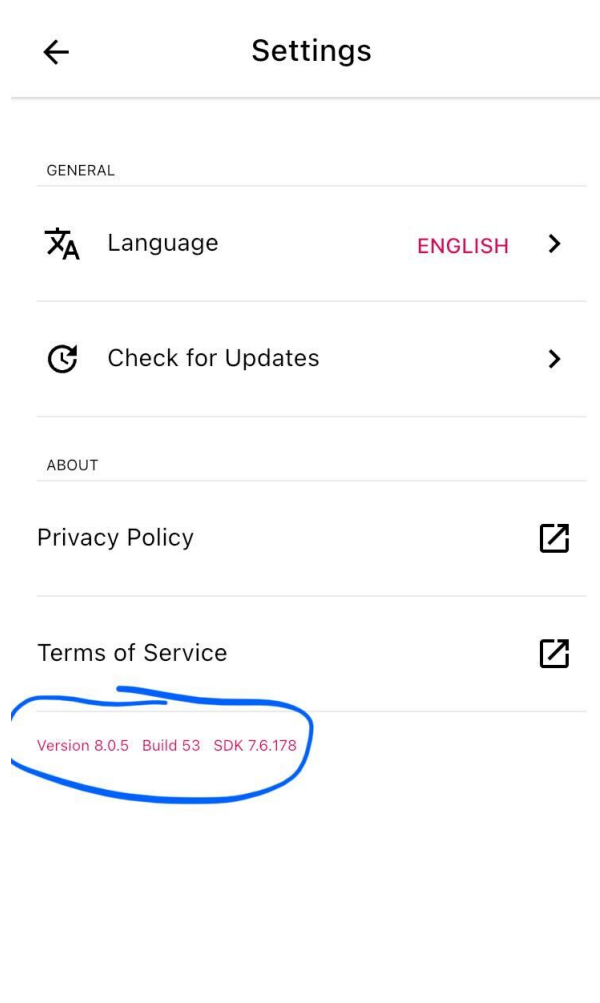 Settings
GENERAL
Language ENGLISH
Check for Updates
ABOUT
Privacy Policy
Terms of Service
Version 8.0.5 Build 53 SDK 7.6.178